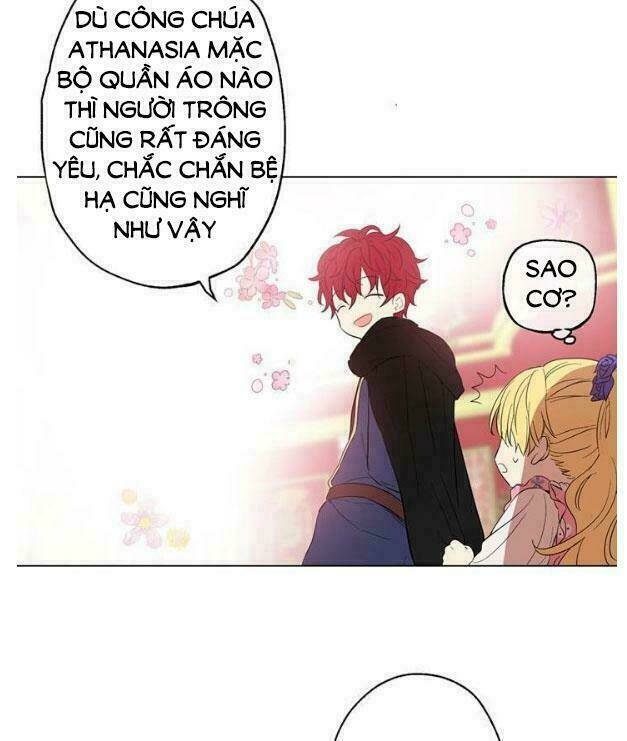 DÙ CÔNG CHÚA
ATHANASIA MẶC
BỘ QUẦN ÁO NÀO
THÌ NGƯỜI TRÔNG
CŨNG RẤT ĐÁNG
YÊU, CHẮC CHẮN BỆ
HẠ CŨNG NGHĨ
NHƯ VẬY
SAO
CƠ?